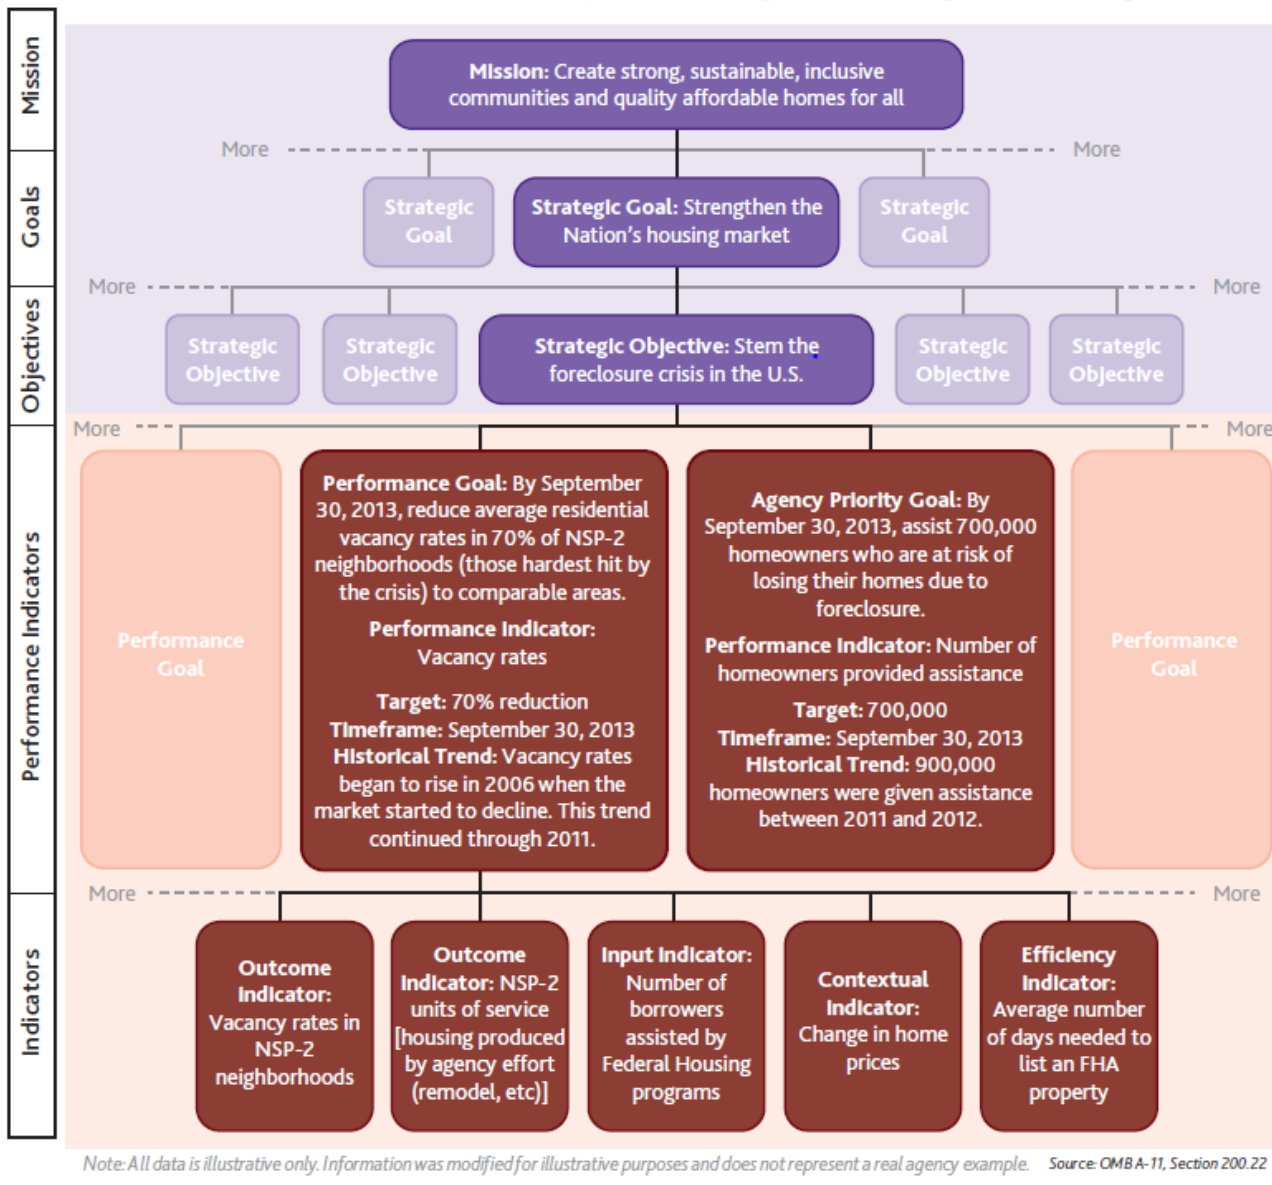 Mission
Mission: Create strong, sustainable, inclusive
communities and quality affordable homes for all
More
More
Goals
Strategic
Goal
Strategic Goal: Strengthen the
Nation's housing market
Strategic
Goal
More
More
Objectives
Strategic
Objective
Strategic
Objective
Strategic Objective: Stem the
foreclosure crisis in the U.S.
Strategic
Objective
Strategic
Objective
More
More
Performance Indicators
Performance
Goal
Performance Goal: By September
30, 2013, reduce average residential
vacancy rates in 70% of NSP-2
neighborhoods (those hardest hit by
the crisis) to comparable areas.
Performance Indicator:
Vacancy rates
Target: 70% reduction
Timeframe: September 30, 2013
Historical Trend: Vacancy rates
began to rise in 2006 when the
market started to decline. This trend
continued through 2011.
Agency Priority Goal: By
September 30, 2013, assist 700,000
homeowners who are at risk of
losing their homes due to
foreclosure.
Performance Indicator: Number of
homeowners provided assistance
Target: 700,000
Timeframe: September 30, 2013
Historical Trend: 900,000
homeowners were given assistance
between 2011 and 2012.
Performance
Goal
More
More
Indicators
Outcome
Indicator:
Vacancy rates in
NSP-2
neighborhoods
Outcome
Indicator: NSP-2
units of service
[housing produced
by agency effort
(remodel, etc)]
Input Indicator:
Number of
borrowers
assisted by
Federal Housing
programs
Contextual
Indicator:
Change in home
prices
Efficiency
Indicator:
Average number
of days needed to
list an FHA
property
Note: All data is illustrative only. Information was modified for illustrative purposes and does not represent a real agency example.
Source: OMB A-11, Section 200.22